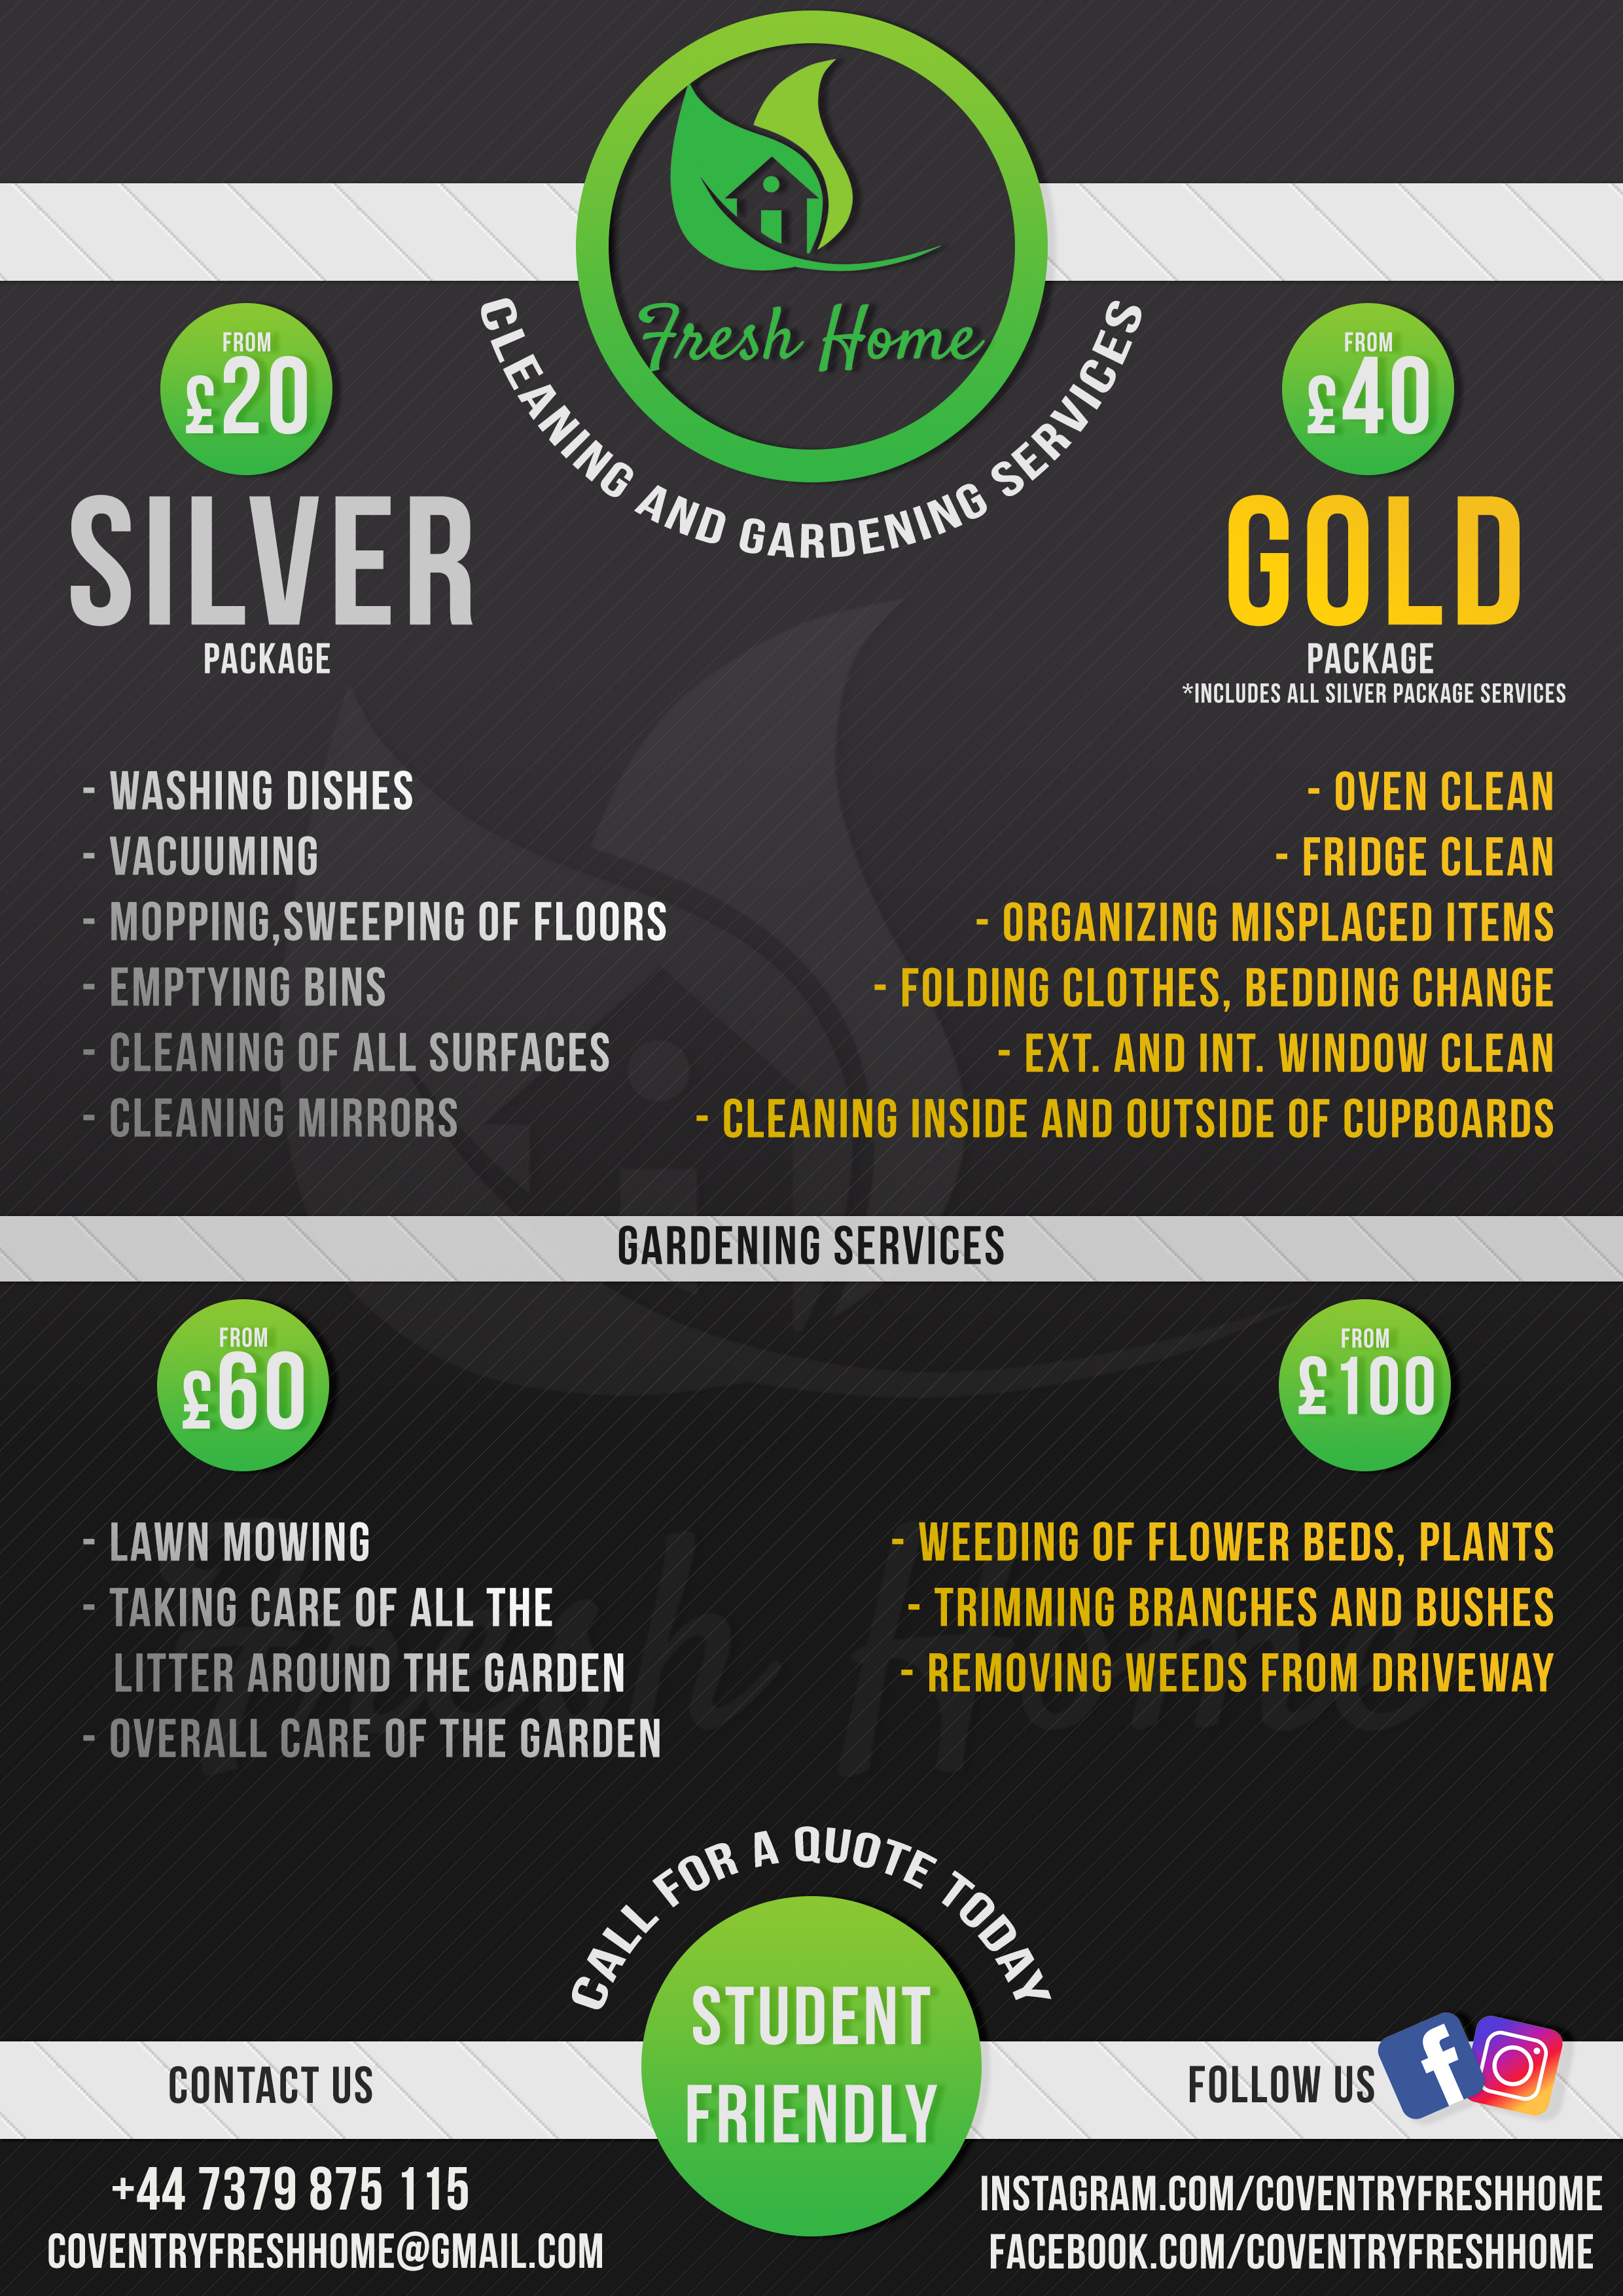 Fresh Home
CLEANING AND GARDENING SERVICES
FROM
£20
SILVER
PACKAGE
- WASHING DISHES
- VACUUMING
- MOPPING,SWEEPING OF FLOORS
- EMPTYING BINS
- CLEANING OF ALL SURFACES
- CLEANING MIRRORS
FROM
£40
GOLD
PACKAGE
*INCLUDES ALL SILVER PACKAGE SERVICES
- OVEN CLEAN
- FRIDGE CLEAN
- ORGANIZING MISPLACED ITEMS
- FOLDING CLOTHES, BEDDING CHANGE
- EXT. AND INT. WINDOW CLEAN
- CLEANING INSIDE AND OUTSIDE OF CUPBOARDS
GARDENING SERVICES
FROM
£60
- LAWN MOWING
- TAKING CARE OF ALL THE
LITTER AROUND THE GARDEN
- OVERALL CARE OF THE GARDEN
FROM
£100
- WEEDING OF FLOWER BEDS, PLANTS
- TRIMMING BRANCHES AND BUSHES
- REMOVING WEEDS FROM DRIVEWAY
Fresh Home
CALL FOR A QUOTE TODAY
STUDENT
FRIENDLY
CONTACT US
+44 7379 875 115
COVENTRYFRESHHOME@GMAIL.COM
FOLLOW US
INSTAGRAM.COM/COVENTRYFRESHHOME
FACEBOOK.COM/COVENTRYFRESHHOME